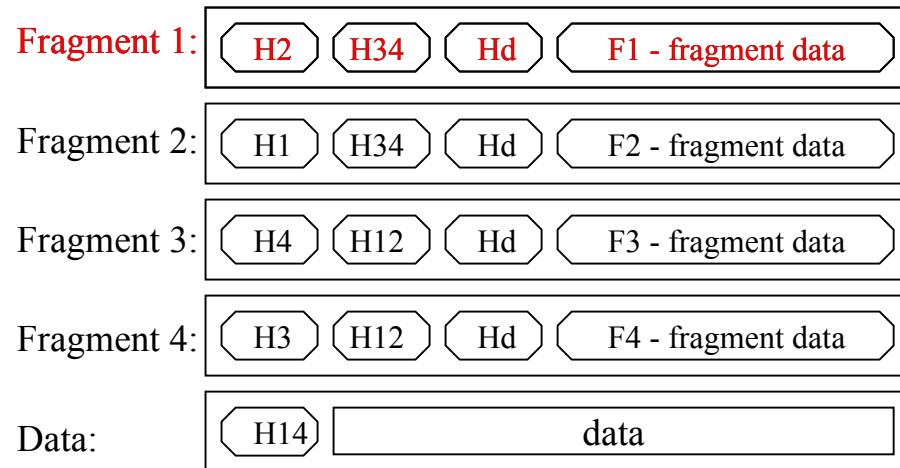 Fragment 1: H2 H34 Hd F1 - fragment data
Fragment 2: H1 H34 Hd F2 - fragment data
Fragment 3: H4 H12 Hd F3 - fragment data
Fragment 4: H3 H12 Hd F4 - fragment data
Data: H14 data